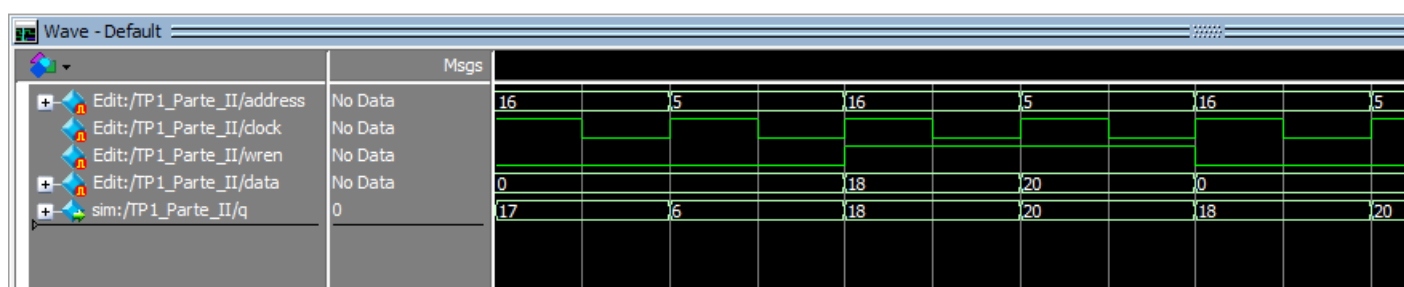 Wave - Default
Msgs
Edit:/TP1_Parte_II/address No Data 16 5 16 5 16 5
Edit:/TP1_Parte_II/clock No Data
Edit:/TP1_Parte_II/wren No Data
Edit:/TP1_Parte_II/data No Data 0 18 20 0
sim:/TP1_Parte_II/q 0 17 6 18 20 18 20